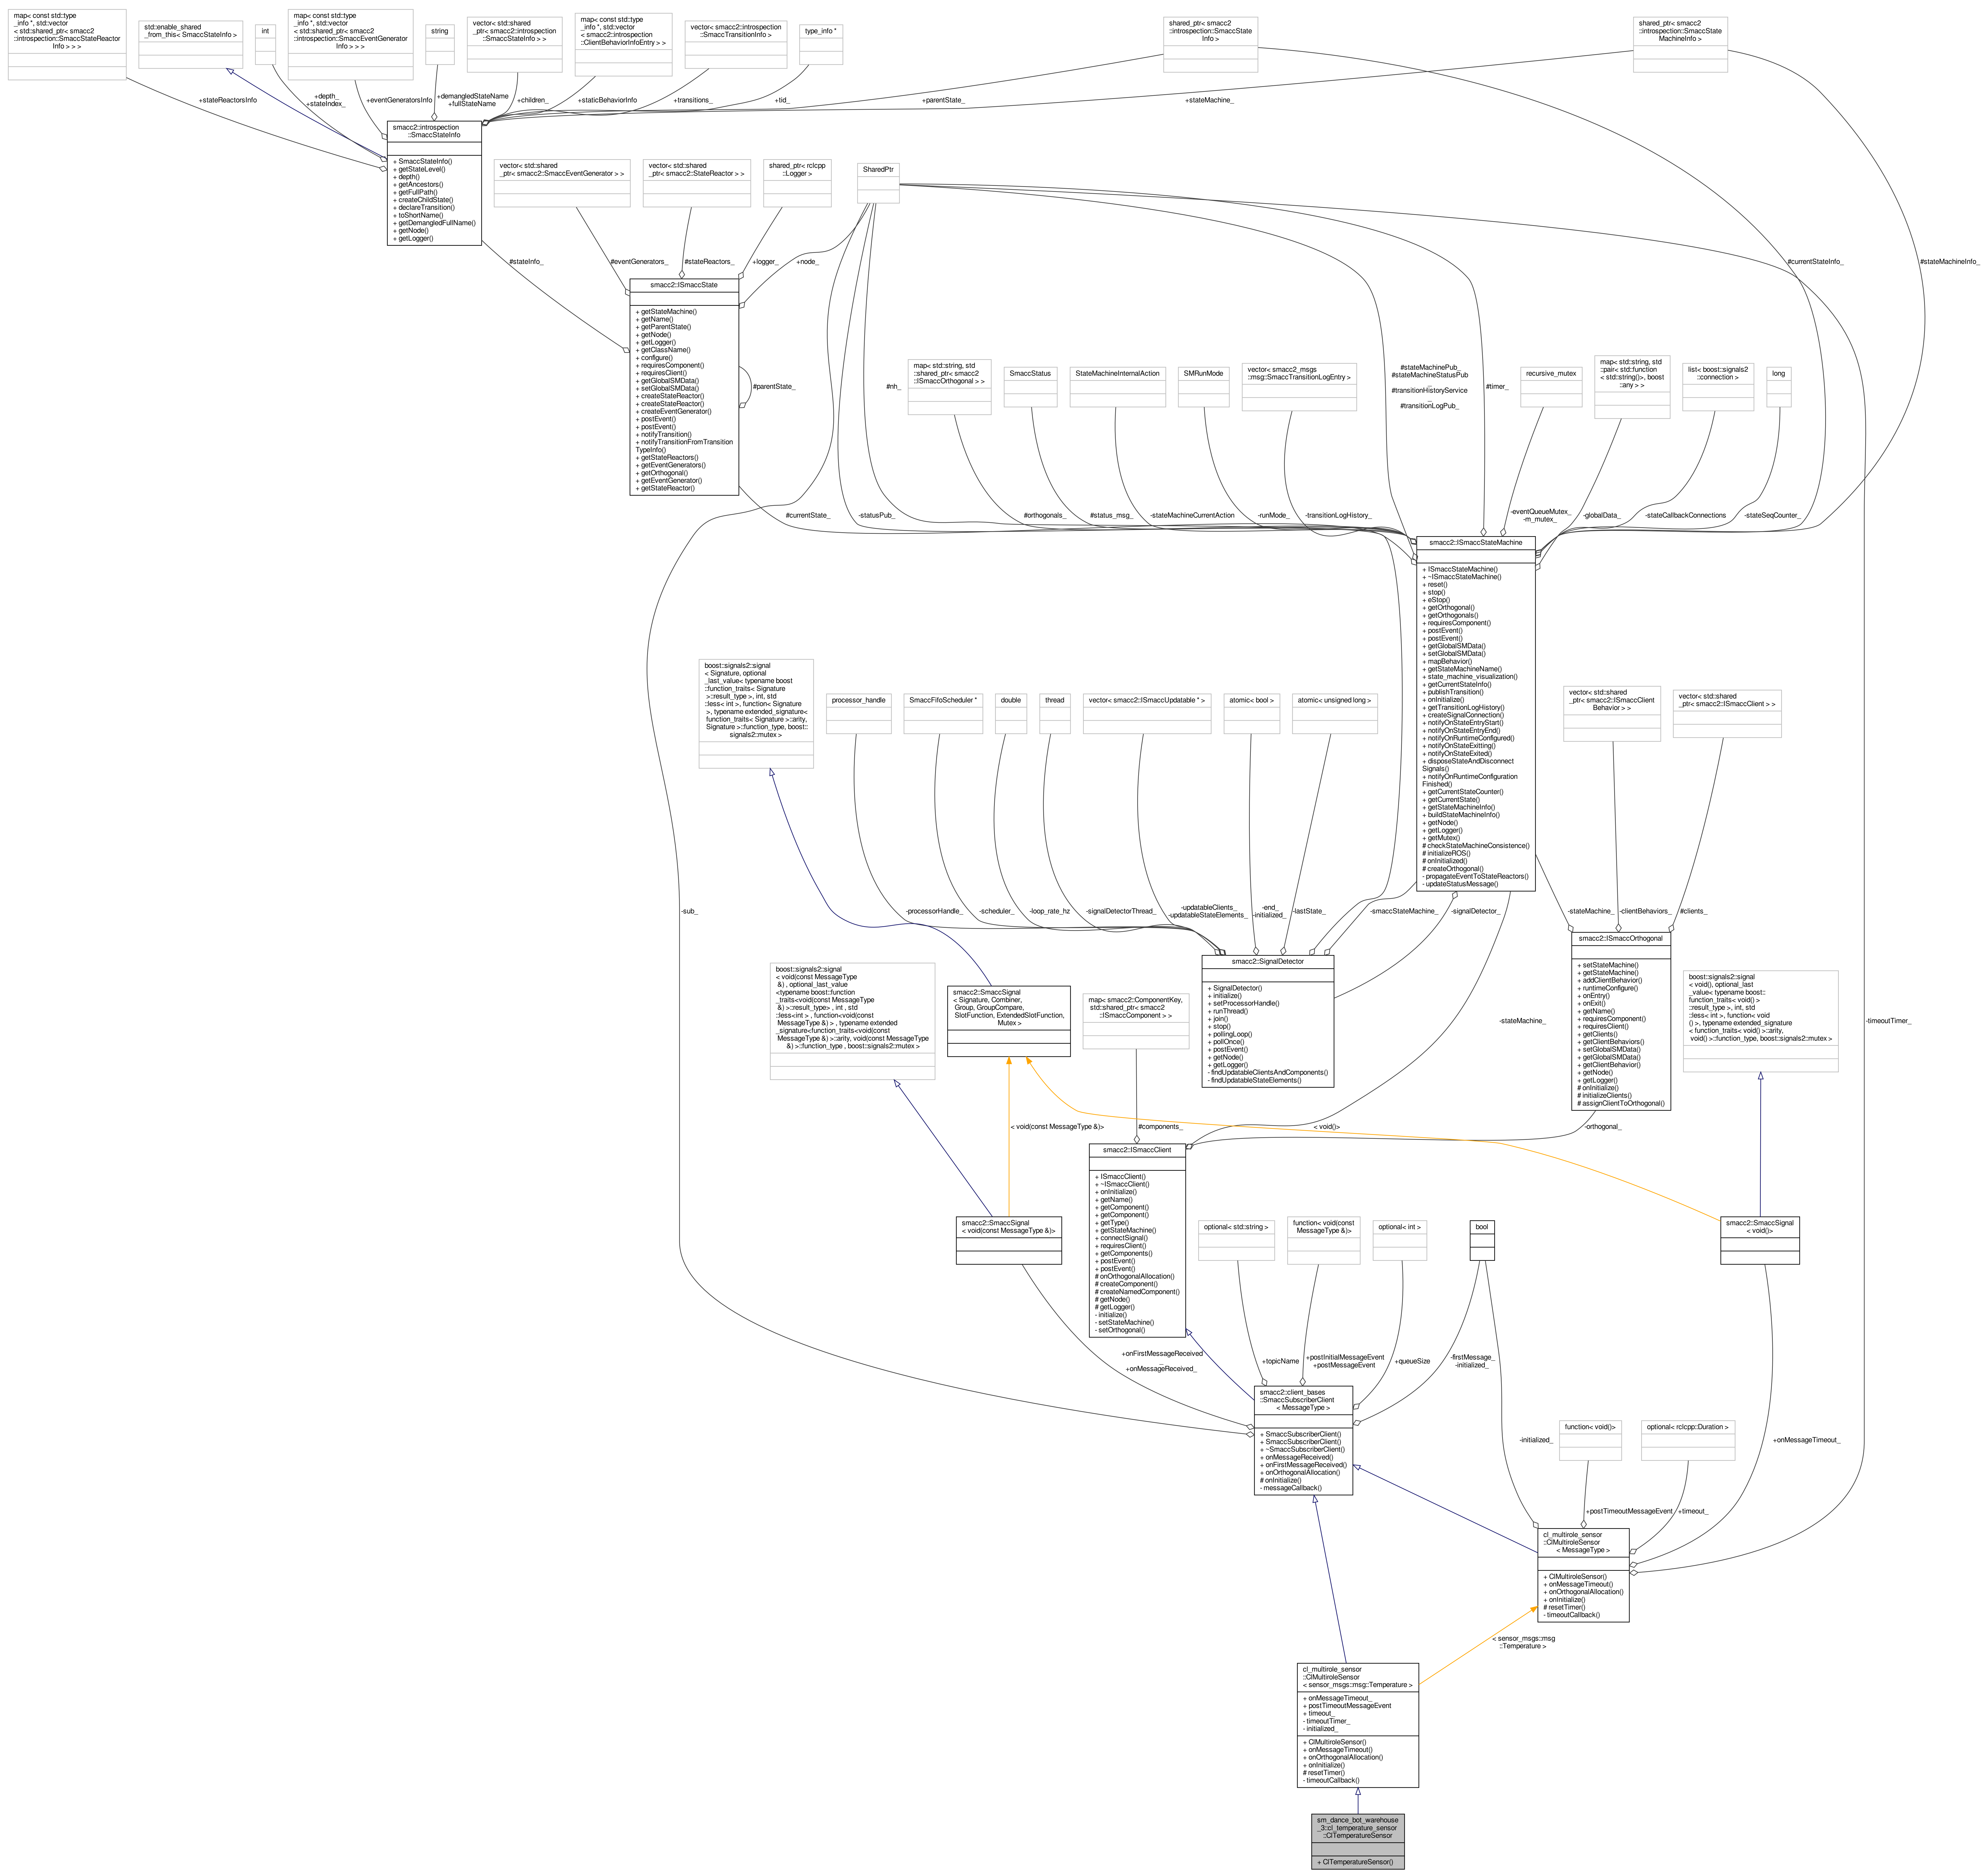 map< const std::type
_info *, std::vector
< std::shared_ptr< smacc2
::introspection::SmaccStateReactor
Info > > >
std::enable_shared
_from_this< SmaccStateInfo >
int
map< const std::type
_info *, std::vector
< std::shared_ptr< smacc2
::introspection::SmaccEventGenerator
Info > > >
string
vector< std::shared
_ptr< smacc2::introspection
::SmaccStateInfo > >
map< const std::type
_info *, std::vector
< smacc2::introspection
::ClientBehaviorInfoEntry > >
vector< smacc2::introspection
::SmaccTransitionInfo >
type_info *
shared_ptr< smacc2
::introspection::SmaccState
Info >
shared_ptr< smacc2
::introspection::SmaccState
MachineInfo >
+stateReactorsInfo
+depth_
+stateIndex_
+eventGeneratorsInfo
+demangledStateName
+fullStateName
+children_
+staticBehaviorInfo
+transitions_
+tid_
+parentState_
+stateMachine_
smacc2::introspection
::SmaccStateInfo
+ SmaccStateInfo()
+ getStateLevel()
+ depth()
+ getAncestors()
+ getFullPath()
+ createChildState()
+ declareTransition()
+ toShortName()
+ getDemangledFullName()
+ getNode()
+ getLogger()
vector< std::shared
_ptr< smacc2::SmaccEventGenerator > >
vector< std::shared
_ptr< smacc2::StateReactor > >
shared_ptr< rclcpp
::Logger >
SharedPtr
#stateInfo_
#eventGenerators_
#stateReactors_
+logger_
+node_
#currentStateInfo_
#stateMachineInfo_
smacc2::ISmaccState
+ getStateMachine()
+ getName()
+ getParentState()
+ getNode()
+ getLogger()
+ getClassName()
+ configure()
+ requiresComponent()
+ requiresClient()
+ getGlobalSMData()
+ setGlobalSMData()
+ createStateReactor()
+ createStateReactor()
+ createEventGenerator()
+ postEvent()
+ postEvent()
+ notifyTransition()
+ notifyTransitionFromTransition
TypeInfo()
+ getStateReactors()
+ getEventGenerators()
+ getOrthogonal()
+ getEventGenerator()
+ getStateReactor()
#parentState_
#nh_
map< std::string, std
::shared_ptr< smacc2
::ISmaccOrthogonal > >
SmaccStatus
StateMachineInternalAction
SMRunMode
vector< smacc2_msgs
::msg::SmaccTransitionLogEntry >
#stateMachinePub_
#stateMachineStatusPub
_
#transitionHistoryService
_
#transitionLogPub_
#timer_
recursive_mutex
map< std::string, std
::pair< std::function
< std::string()>, boost
::any > >
list< boost::signals2
::connection >
long
#currentState_
-statusPub_
#orthogonals_
#status_msg_
-stateMachineCurrentAction
-runMode_
-transitionLogHistory_
-eventQueueMutex_
-m_mutex_
-globalData_
-stateCallbackConnections
-stateSeqCounter_
smacc2::ISmaccStateMachine
+ ISmaccStateMachine()
+ ~ISmaccStateMachine()
+ reset()
+ stop()
+ eStop()
+ getOrthogonal()
+ getOrthogonals()
+ requiresComponent()
+ postEvent()
+ postEvent()
+ getGlobalSMData()
+ setGlobalSMData()
+ mapBehavior()
+ getStateMachineName()
+ state_machine_visualization()
+ getCurrentStateInfo()
+ publishTransition()
+ onInitialize()
+ getTransitionLogHistory()
+ createSignalConnection()
+ notifyOnStateEntryStart()
+ notifyOnStateEntryEnd()
+ notifyOnRuntimeConfigured()
+ notifyOnStateExitting()
+ notifyOnStateExited()
+ disposeStateAndDisconnect
Signals()
+ notifyOnRuntimeConfiguration
Finished()
+ getCurrentStateCounter()
+ getCurrentState()
+ getStateMachineInfo()
+ buildStateMachineInfo()
+ getNode()
+ getLogger()
+ getMutex()
# checkStateMachineConsistence()
# initializeROS()
# onInitialized()
# createOrthogonal()
- propagateEventToStateReactors()
- updateStatusMessage()
boost::signals2::signal
< Signature, optional
_last_value< typename boost
::function_traits< Signature
>::result_type >, int, std
::less< int >, function< Signature
>, typename extended_signature<
function_traits< Signature >::arity,
Signature >::function_type, boost::
signals2::mutex >
processor_handle
SmaccFifoScheduler *
double
thread
vector< smacc2::ISmaccUpdatable * >
atomic< bool >
atomic< unsigned long >
vector< std::shared
_ptr< smacc2::ISmaccClient
Behavior > >
vector< std::shared
_ptr< smacc2::ISmaccClient > >
-sub_
-processorHandle_
-scheduler_
-loop_rate_hz
-signalDetectorThread_
-updatableClients_
-updatableStateElements_
-end_
-initialized_
-lastState_
-smaccStateMachine_
-signalDetector_
-stateMachine_
-clientBehaviors_
#clients_
smacc2::SignalDetector
+ SignalDetector()
+ initialize()
+ setProcessorHandle()
+ runThread()
+ join()
+ stop()
+ pollingLoop()
+ pollOnce()
+ postEvent()
+ getNode()
+ getLogger()
- findUpdatableClientsAndComponents()
- findUpdatableStateElements()
smacc2::ISmaccOrthogonal
+ setStateMachine()
+ getStateMachine()
+ addClientBehavior()
+ runtimeConfigure()
+ onEntry()
+ onExit()
+ getName()
+ requiresComponent()
+ requiresClient()
+ getClients()
+ getClientBehaviors()
+ setGlobalSMData()
+ getGlobalSMData()
+ getClientBehavior()
+ getNode()
+ getLogger()
# onInitialize()
# initializeClients()
# assignClientToOrthogonal()
boost::signals2::signal
< void(const MessageType
&) , optional_last_value
<typename boost::function
_traits<void(const MessageType
&) >::result_type> , int , std
::less<int > , function<void(const
MessageType &) > , typename extended
_signature<function_traits<void(const
MessageType &) >::arity, void(const MessageType
&) >::function_type , boost::signals2::mutex >
smacc2::SmaccSignal
< Signature, Combiner,
Group, GroupCompare,
SlotFunction, ExtendedSlotFunction,
Mutex >
map< smacc2::ComponentKey,
std::shared_ptr< smacc2
::ISmaccComponent > >
-stateMachine_
boost::signals2::signal
< void(), optional_last
_value< typename boost::
function_traits< void() >
::result_type >, int, std
::less< int >, function< void
() >, typename extended_signature
< function_traits< void() >::arity,
void() >::function_type, boost::signals2::mutex >
-timeoutTimer_
< void(const MessageType &)>
#components_
< void()>
-orthogonal_
smacc2::ISmaccClient
+ ISmaccClient()
+ ~ISmaccClient()
+ onInitialize()
+ getName()
+ getComponent()
+ getComponent()
+ getType()
+ getStateMachine()
+ connectSignal()
+ requiresClient()
+ getComponents()
+ postEvent()
+ postEvent()
# onOrthogonalAllocation()
# createComponent()
# createNamedComponent()
# getNode()
# getLogger()
- initialize()
- setStateMachine()
- setOrthogonal()
smacc2::SmaccSignal
< void(const MessageType &)>
optional< std::string >
function< void(const
MessageType &)>
optional< int >
bool
smacc2::SmaccSignal
< void()>
+onFirstMessageReceived
_
+onMessageReceived_
+topicName
+postInitialMessageEvent
+postMessageEvent
+queueSize
-firstMessage_
-initialized_
smacc2::client_bases
::SmaccSubscriberClient
< MessageType >
+ SmaccSubscriberClient()
+ SmaccSubscriberClient()
+ ~SmaccSubscriberClient()
+ onMessageReceived()
+ onFirstMessageReceived()
+ onOrthogonalAllocation()
# onInitialize()
- messageCallback()
-initialized_
function< void()>
optional< rclcpp::Duration >
+onMessageTimeout_
+postTimeoutMessageEvent
+timeout_
cl_multirole_sensor
::ClMultiroleSensor
< MessageType >
+ ClMultiroleSensor()
+ onMessageTimeout()
+ onOrthogonalAllocation()
+ onInitialize()
# resetTimer()
- timeoutCallback()
< sensor_msgs::msg
::Temperature >
cl_multirole_sensor
::ClMultiroleSensor
< sensor_msgs::msg::Temperature >
+ onMessageTimeout_
+ postTimeoutMessageEvent
+ timeout_
- timeoutTimer_
- initialized_
+ ClMultiroleSensor()
+ onMessageTimeout()
+ onOrthogonalAllocation()
+ onInitialize()
# resetTimer()
- timeoutCallback()
sm_dance_bot_warehouse
_3::cl_temperature_sensor
::ClTemperatureSensor
+ ClTemperatureSensor()